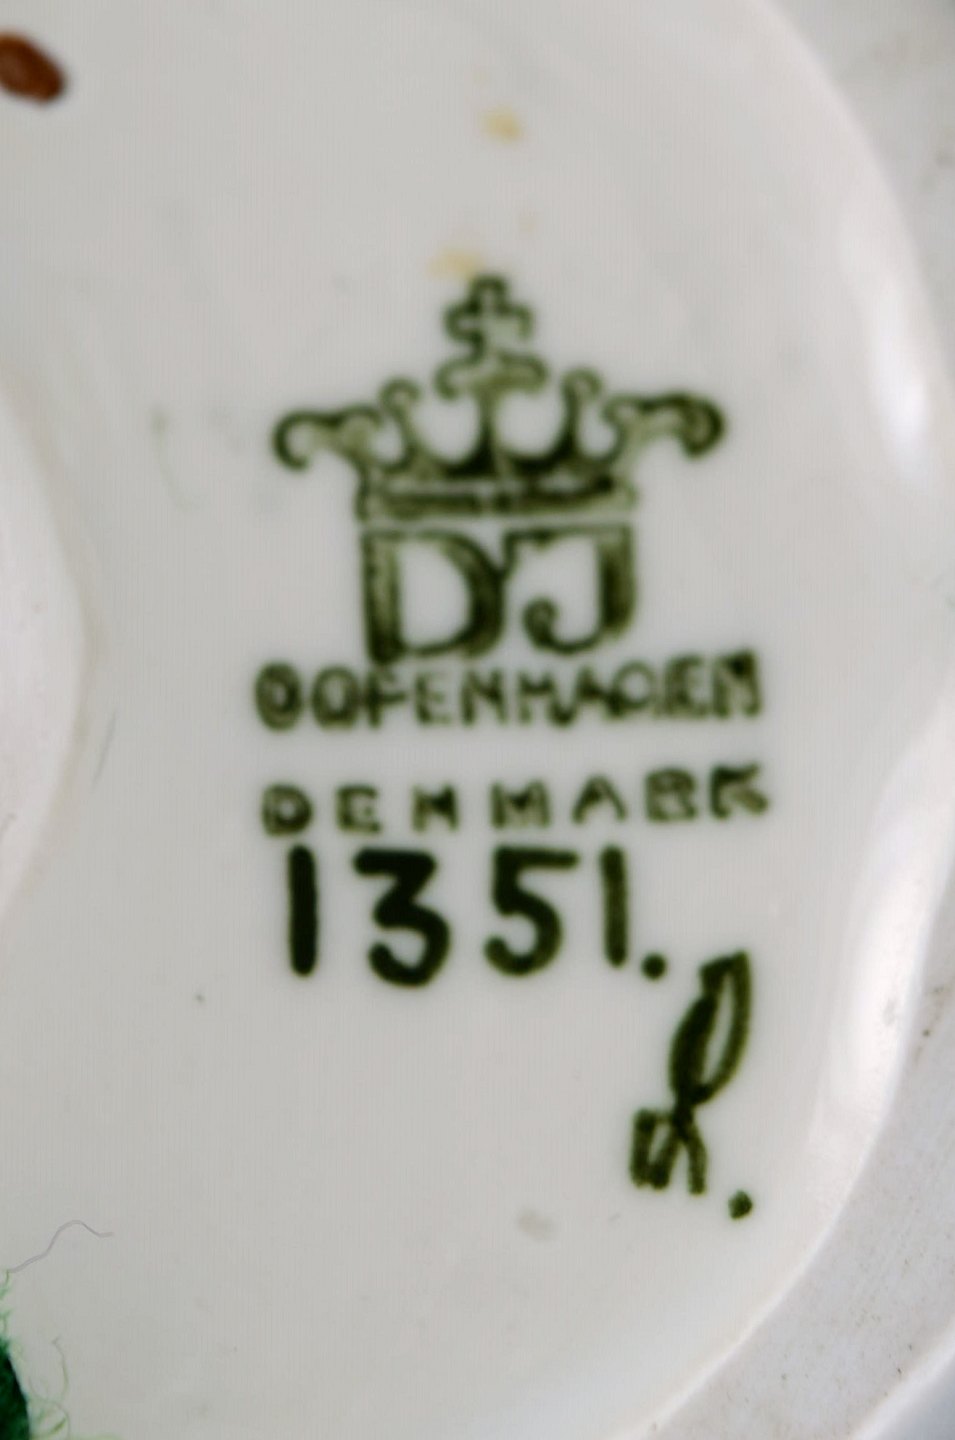 DJ
COPENHAGEN
DENMARK
1351.